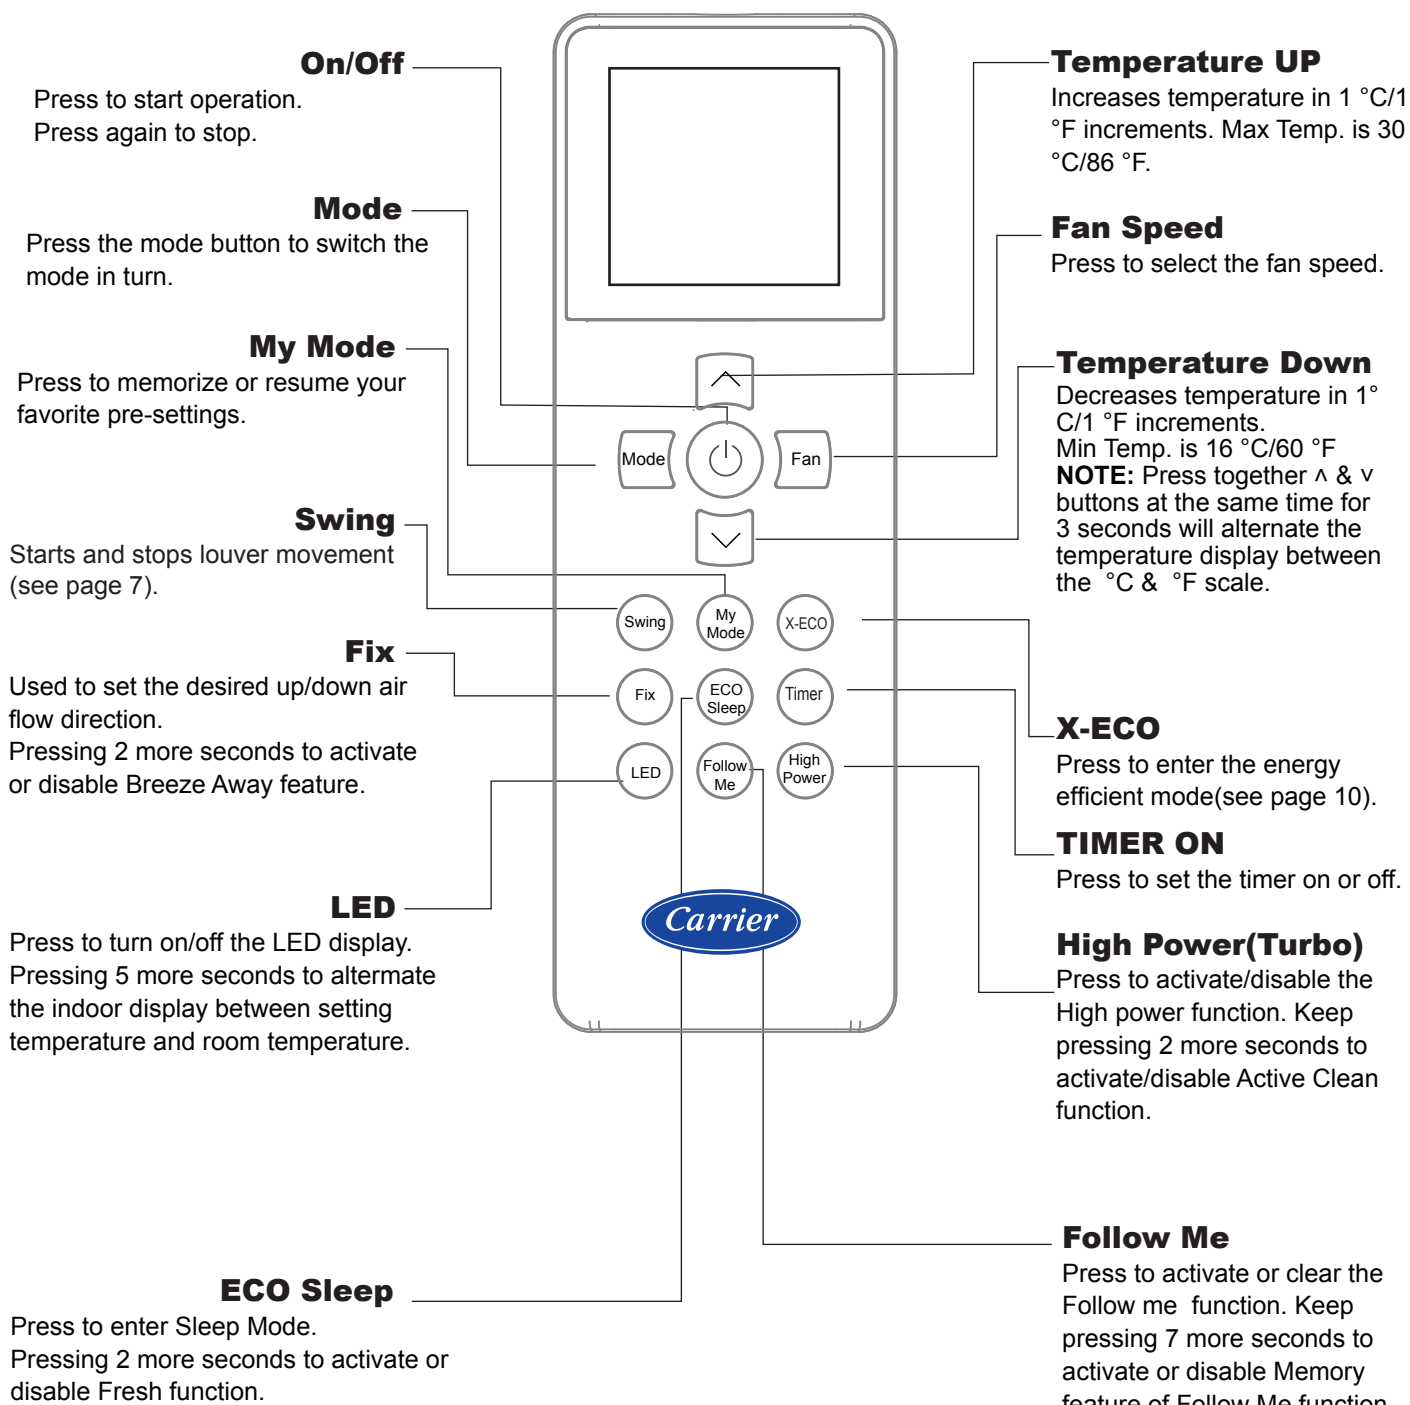 On/Off
Press to start operation.
Press again to stop.
Mode
Press the mode button to switch the
mode in turn.
My Mode
Press to memorize or resume your
favorite pre-settings.
Swing
Starts and stops louver movement
(see page 7).
Fix
Used to set the desired up/down air
flow direction.
Pressing 2 more seconds to activate
or disable Breeze Away feature.
LED
Press to turn on/off the LED display.
Pressing 5 more seconds to altermate
the indoor display between setting
temperature and room temperature.
ECO Sleep
Press to enter Sleep Mode.
Pressing 2 more seconds to activate or
disable Fresh function.
Mode
Fan
Swing
My
Mode
X-ECO
Fix
ECO
Sleep
Timer
LED
Follow
Me
High
Power
Carrier
Temperature UP
Increases temperature in 1 °C/1
°F increments. Max Temp. is 30
°C/86 °F.
Fan Speed
Press to select the fan speed.
Temperature Down
Decreases temperature in 1°
C/1 °F increments.
Min Temp. is 16 °C/60 °F
NOTE: Press together ˄ & ˅
buttons at the same time for
3 seconds will alternate the
temperature display between
the °C & °F scale.
X-ECO
Press to enter the energy
efficient mode(see page 10).
TIMER ON
Press to set the timer on or off.
High Power(Turbo)
Press to activate/disable the
High power function. Keep
pressing 2 more seconds to
activate/disable Active Clean
function.
Follow Me
Press to activate or clear the
Follow me function. Keep
pressing 7 more seconds to
activate or disable Memory
feature of Follow Me function